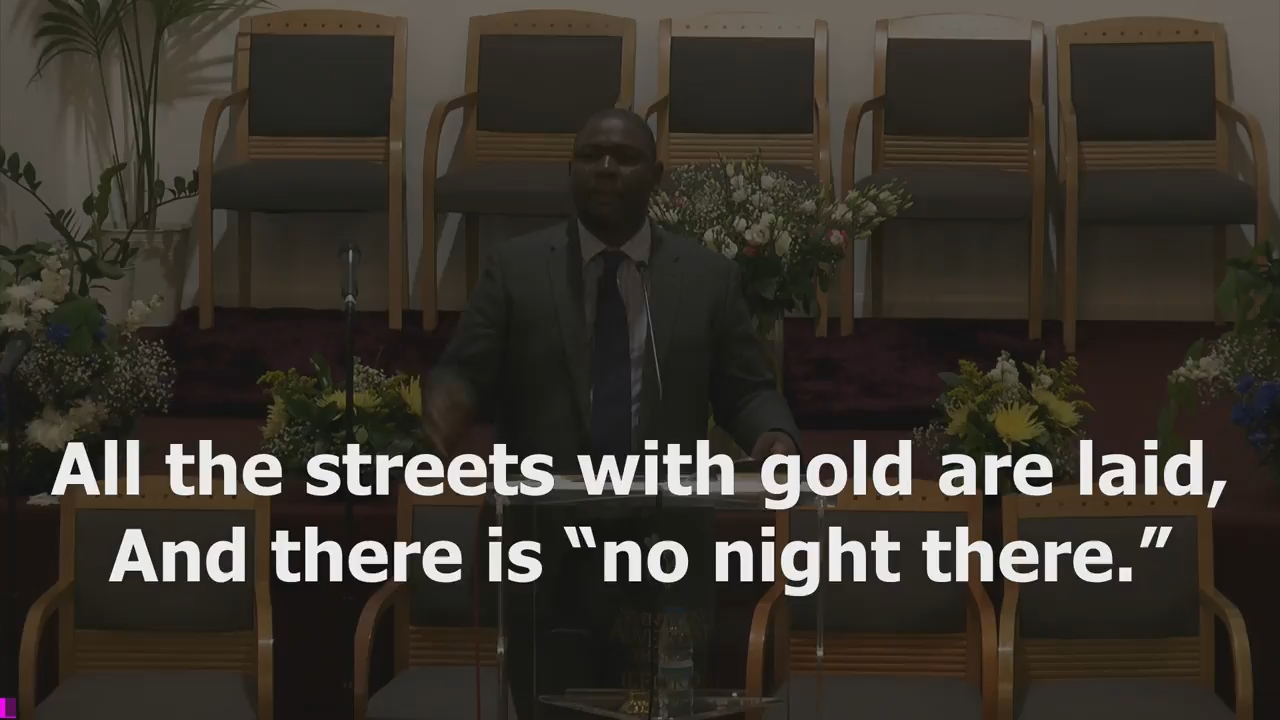 All the streets with gold are laid,
And there is “no night there.”